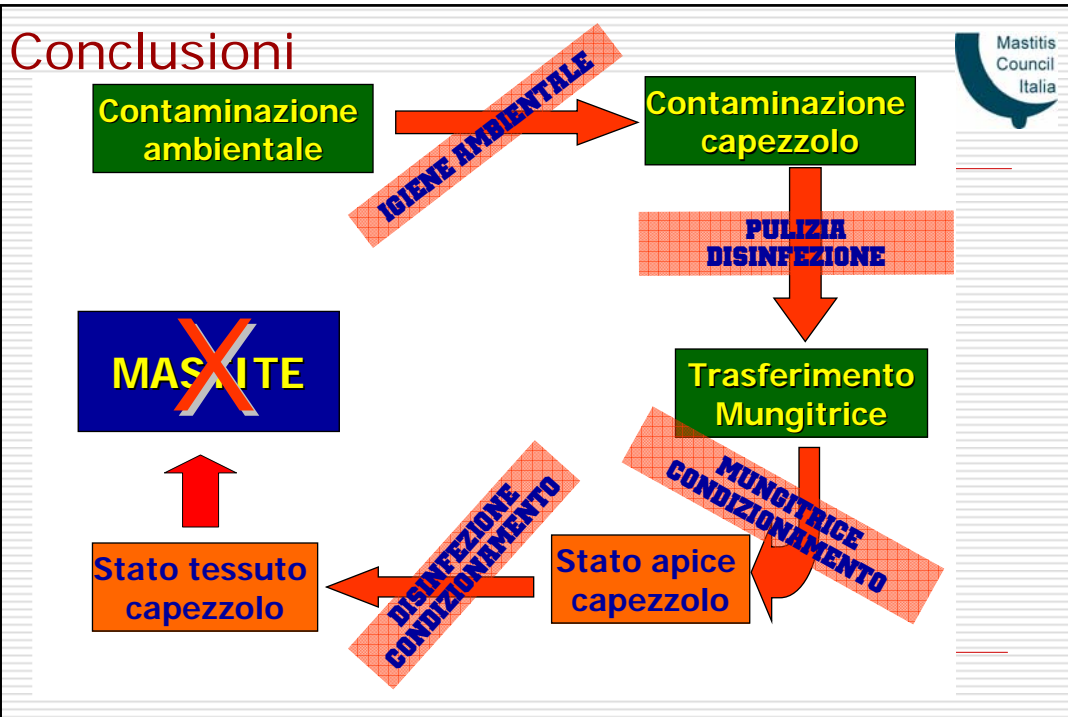 Conclusioni
Mastitis
Council
Italia
Contaminazione
ambientale
IGIENE AMBIENTALE
Contaminazione
capezzolo
PULIZIA
DISINFEZIONE
Trasferimento
Mungitrice
MUNGITRICE
CONDIZIONAMENTO
Stato apice
capezzolo
DISINFEZIONE
CONDIZIONAMENTO
Stato tessuto
capezzolo
MASTITE
X